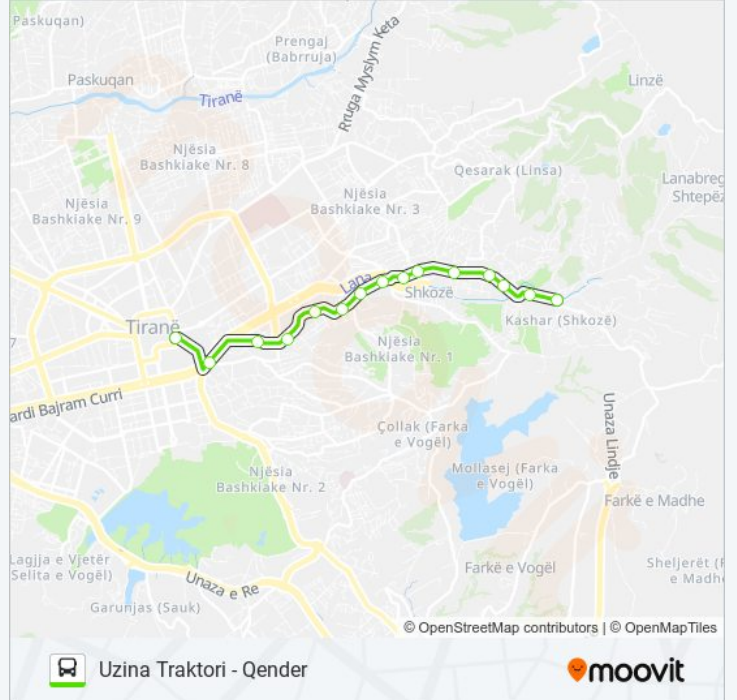 Paskuqan)
Prengaj
(Babrruja)
Rruga Myslym Keta
Paskuqan
Linzë
Tiranë
Njësia
Bashkiake Nr. 8
Qesarak (Linsa)
Lanabreg
Shtepëz
Njësia
Bashkiake Nr. 3
Njësia
Bashkiake Nr. 9
Lana
Shkozë
Kashar (Shkozë)
Tiranë
7
Njësia
Bashkiake Nr. 1
ardi Bajram Curri
Unaza Lindje
Çollak (Farka
e Vogël)
Njësia
Bashkiake Nr. 2
Mollasej (Farka
e Vogël)
Farkë e Madhe
Lagjja e Vjetër
Selita e Vogël)
Unaza e Re
Farkë e Vogël
Sheljerët (F
e Madhe
Garunjas (Sauk)
© OpenStreetMap contributors | © OpenMapTiles
Uzina Traktori - Qender
moovit